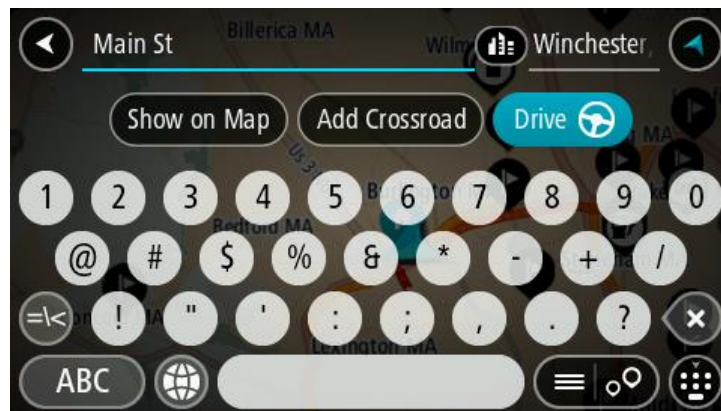 Main St
Winchester,
Billerica MA
Show on Map
Add Crossroad
Drive
1 2 3 4 5 6 7 8 9 0
@ # $ % & * - + /
=\< ! " ' : ; , . ?
Bedford MA
Lexington MA
ABC